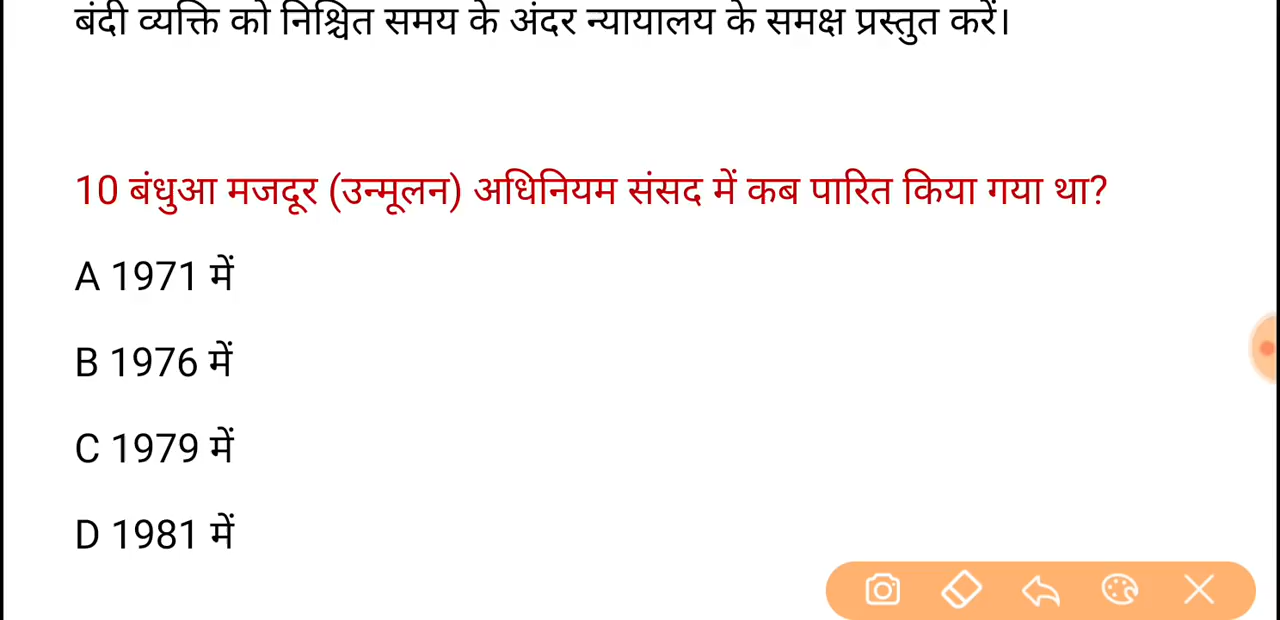 बंदी व्यक्ति को निश्चित समय के अंदर न्यायालय के समक्ष प्रस्तुत करें।
10 बंधुआ मजदूर (उन्मूलन) अधिनियम संसद में कब पारित किया गया था?
A 1971 में
B 1976 में
C 1979 में
D 1981 में